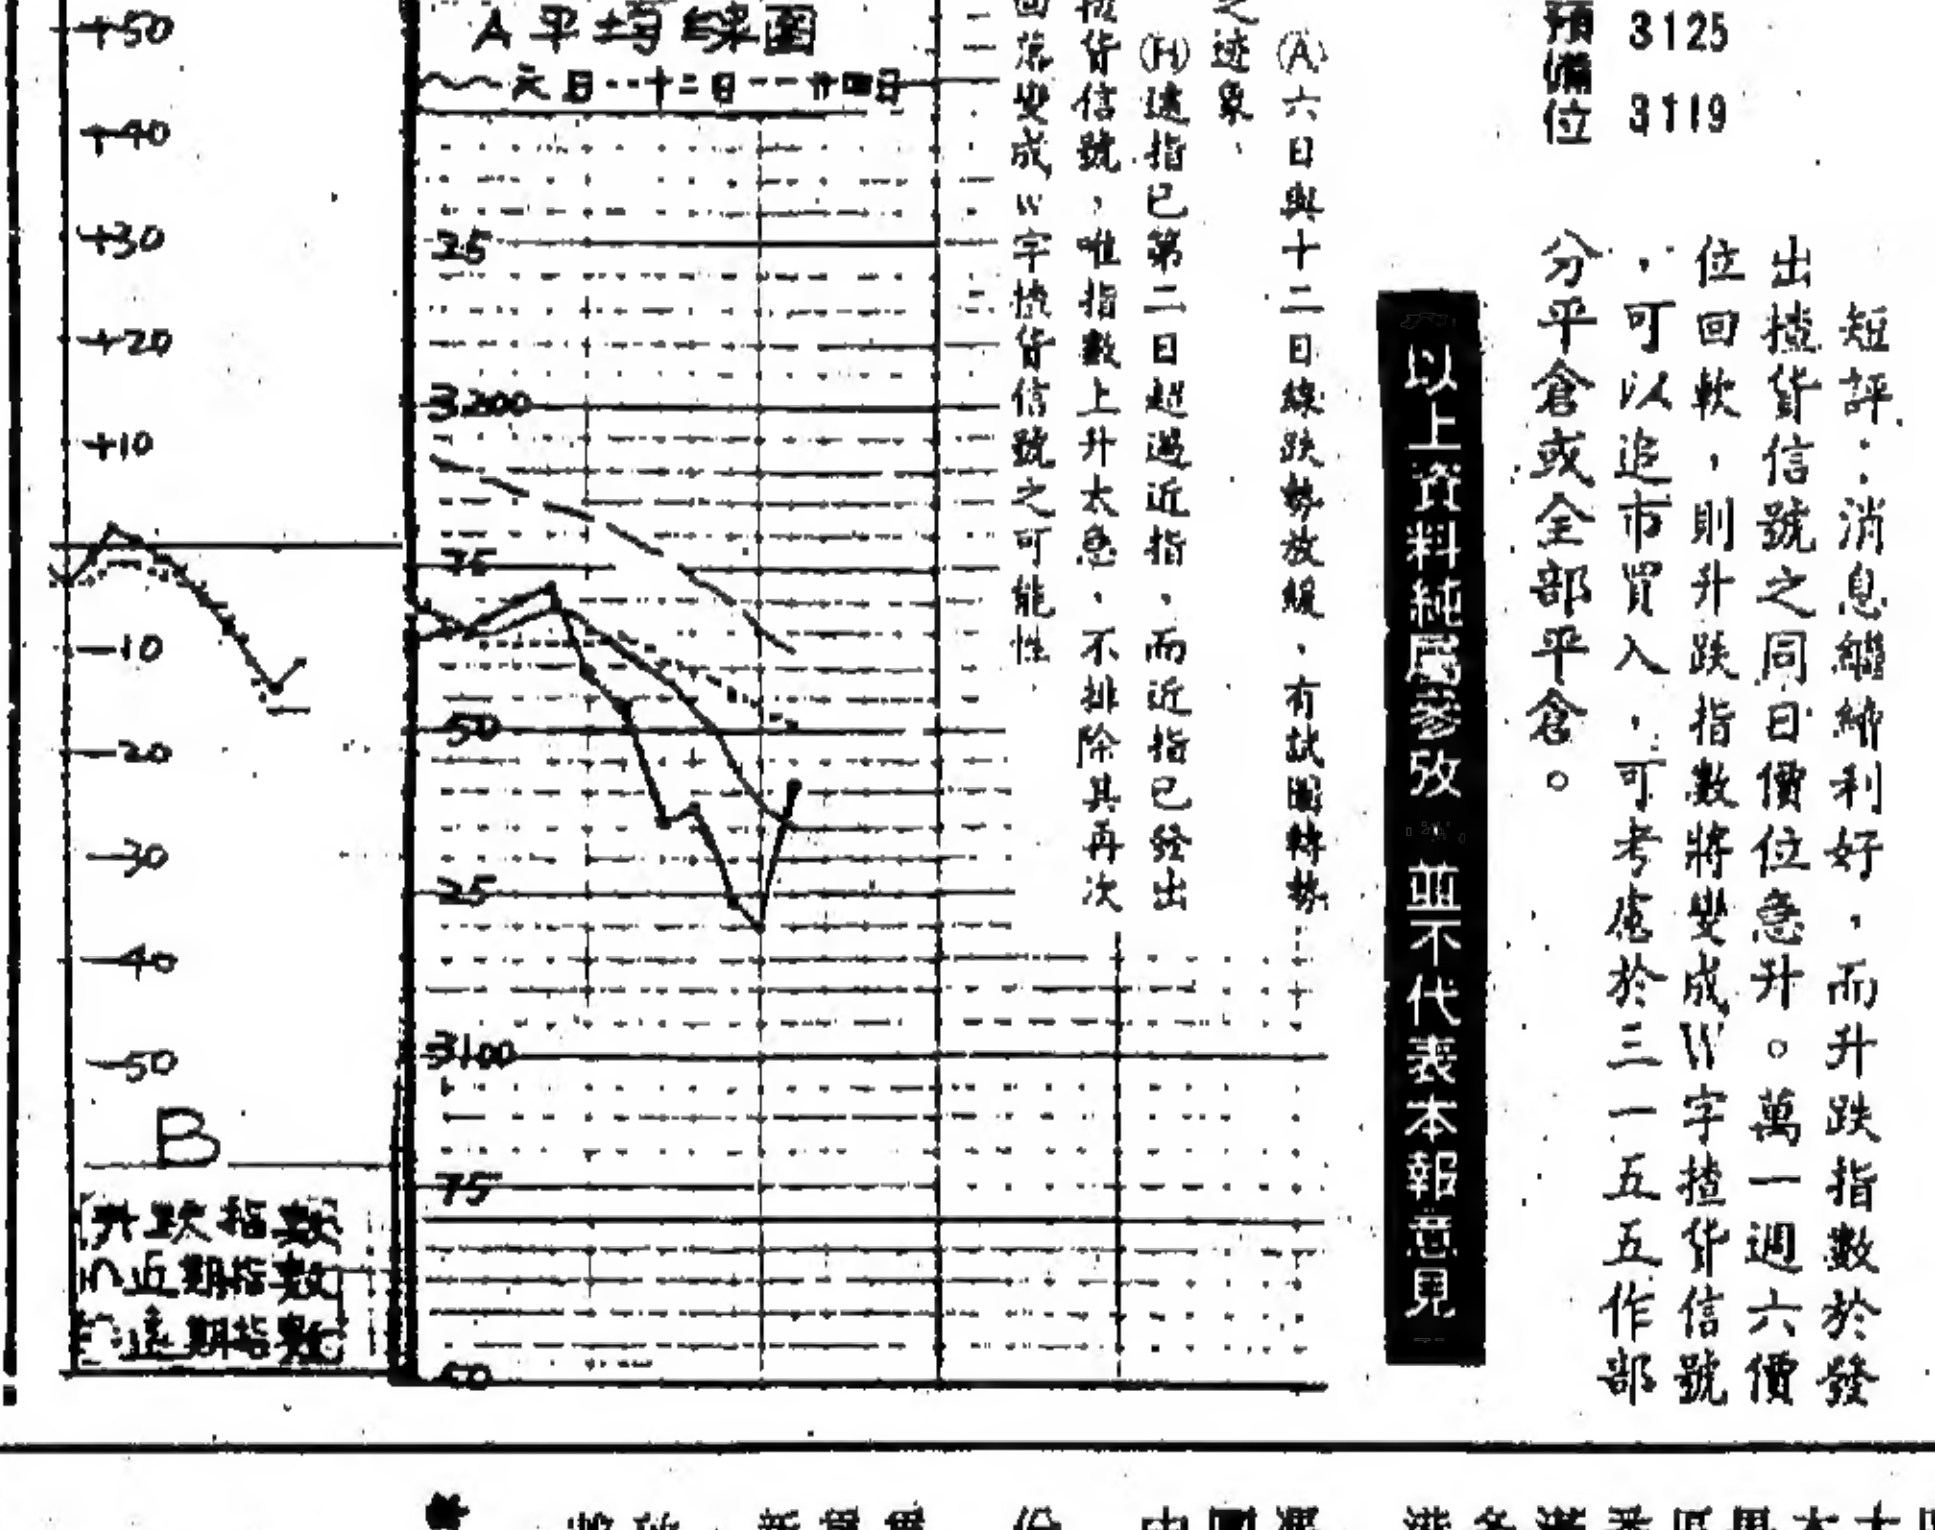 預備位 3125
3119
短評：消息繼續利好，而升跌指數於發
出揸貨信號之同日價位急升。萬一週六價
位回軟，則升跌指數將變成W字揸貨信號
，可以追市買入，可考慮於三一五五作部
分平倉或全部平倉。
以上資料純屬參攷 並不代表本報意見
(A)六日與十二日線跌勢放緩，有試圖轉勢
之迹象
遠指已第二日超過近指，而近指已發出
揸貨信號，唯指數上升太急，不排除其再次
回落變成W字揸貨信號之可能性
A平均線圖
六日 十二日 廿四日
25
3200
75
50
25
3100
75
50
+50
+40
+30
+20
+10
-10
-20
-30
-40
-50
B
升跌指數
近期指數
遠期指數